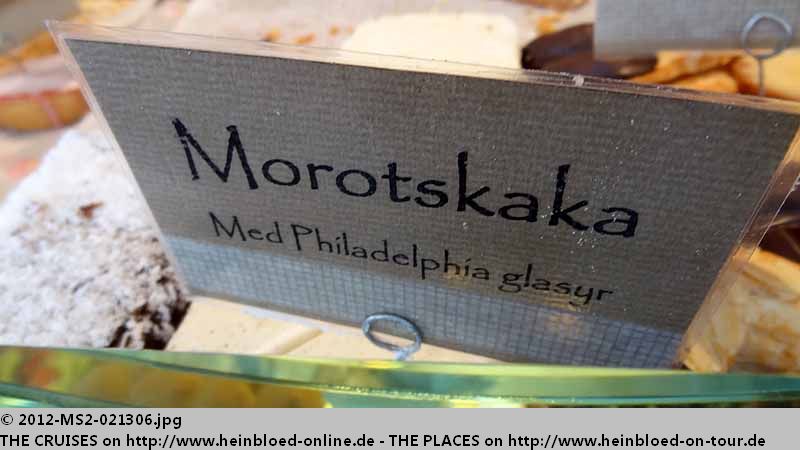 Morotskaka
Med Philadelphia glasyr
© 2012-MS2-021306.jpg
THE CRUISES on http://www.heinbloed-online.de - THE PLACES on http://www.heinbloed-on-tour.de